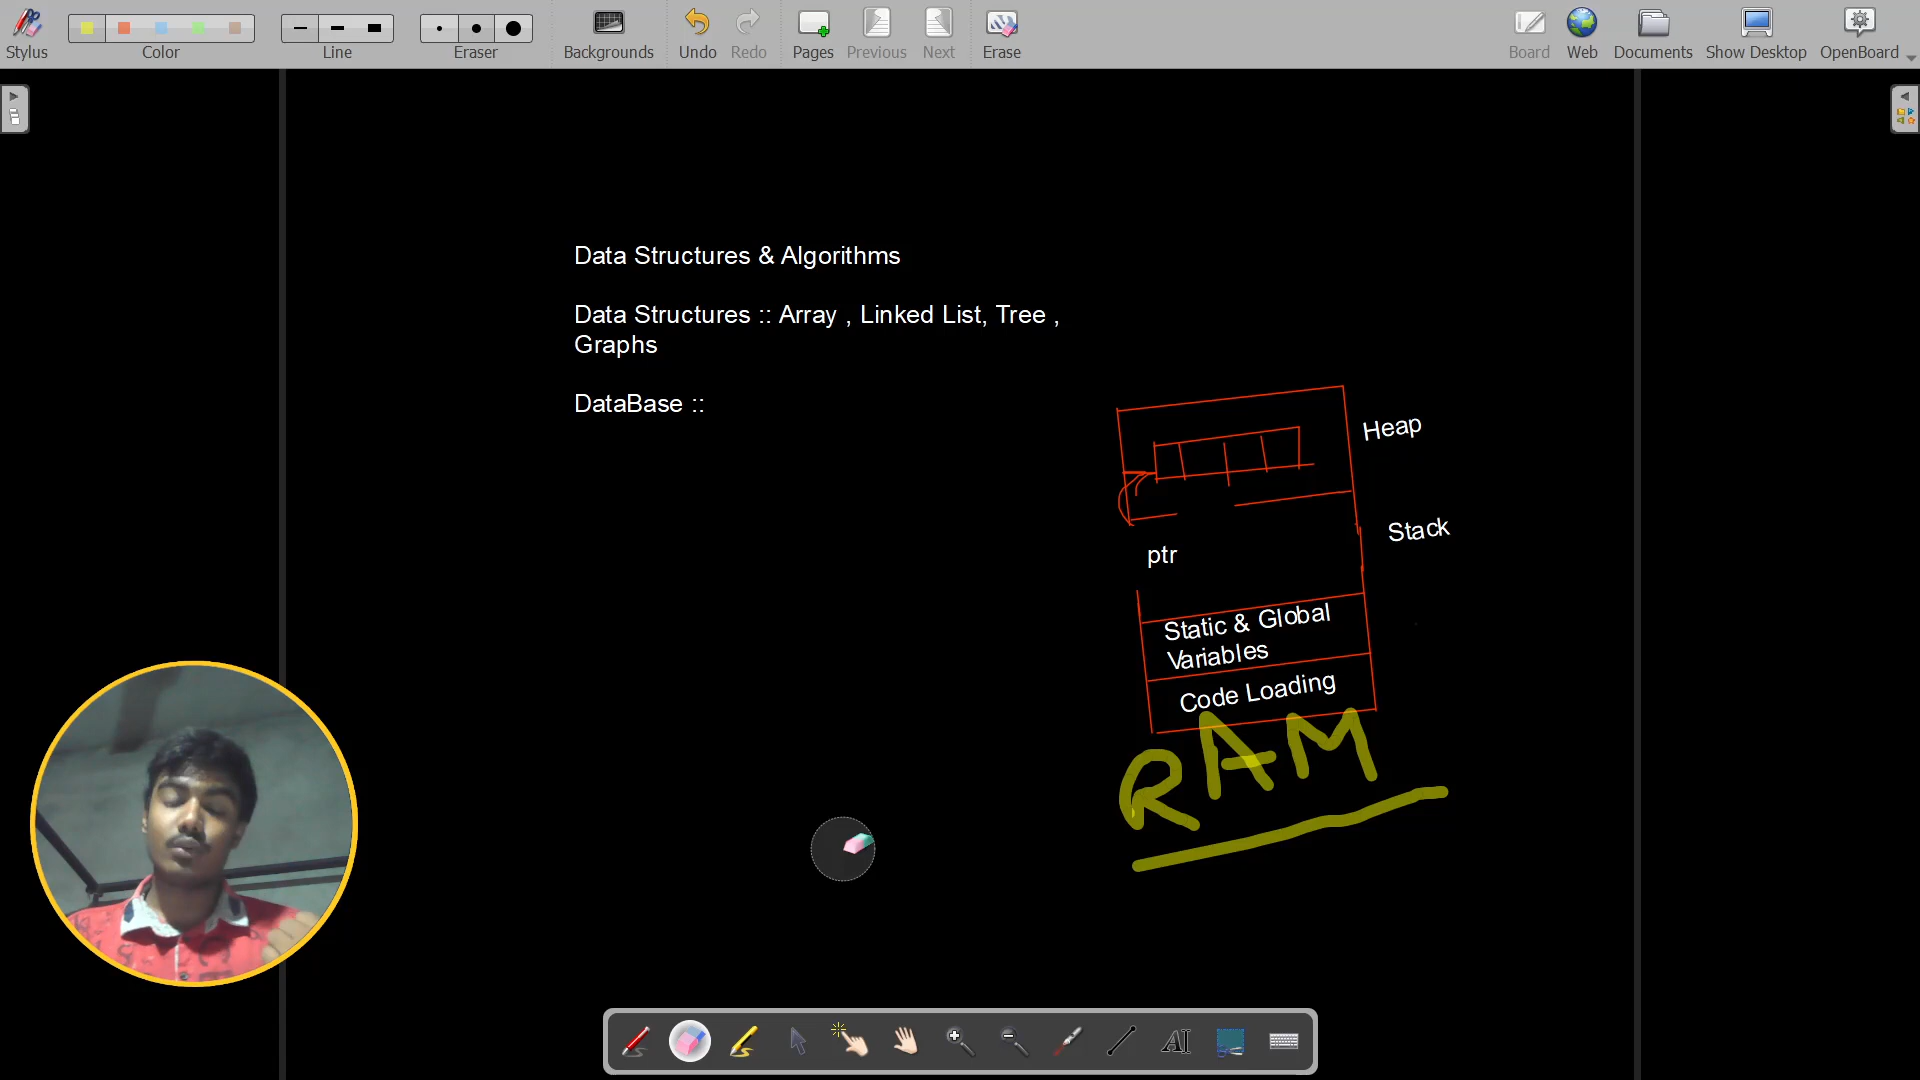 Stylus
Color
Line
Eraser
Backgrounds
Undo
Redo
Pages
Previous
Next
Erase
Board
Web
Documents
Show Desktop
OpenBoard
Data Structures & Algorithms
Data Structures :: Array , Linked List, Tree ,
Graphs
DataBase ::
Heap
Stack
ptr
Static & Global
Variables
Code Loading
RAM
AI